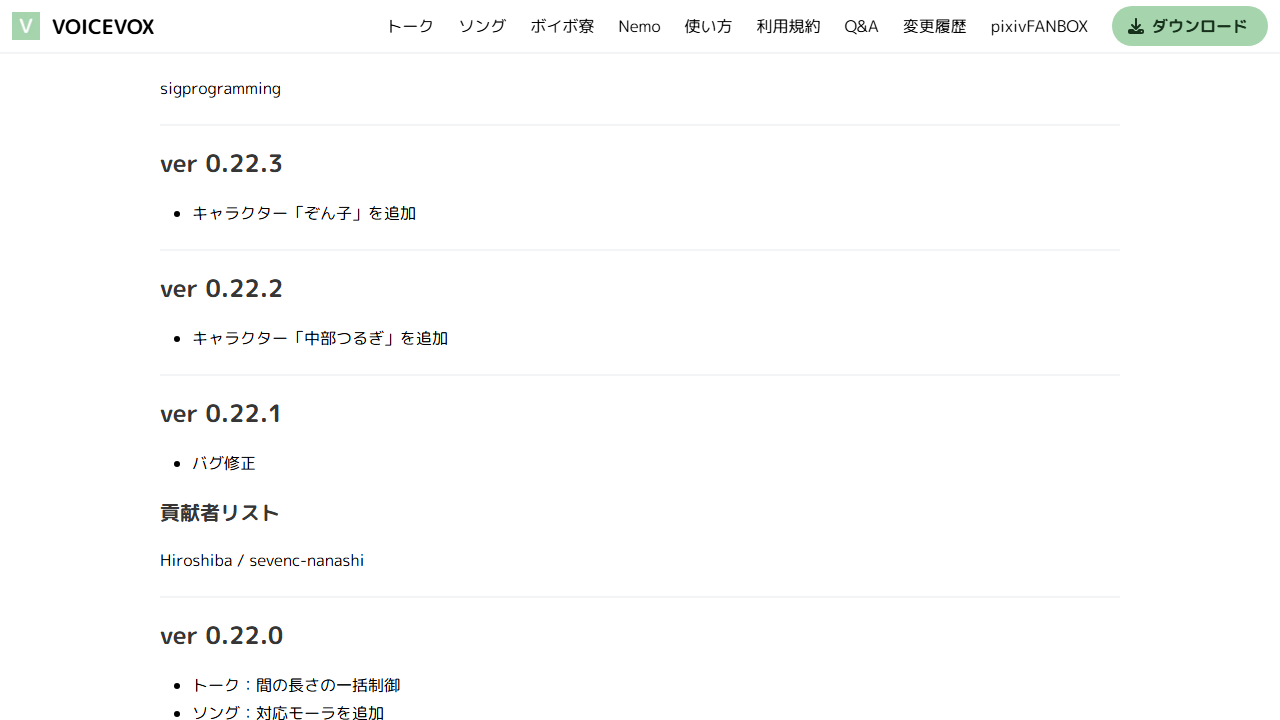 V VOICEVOX トーク ソング ボイボ寮 Nemo 使い方 利用規約 Q&A 変更履歴 pixivFANBOX ダウンロード
sigprogramming
ver 0.22.3
• キャラクター「ぞん子」を追加
ver 0.22.2
• キャラクター「中部つるぎ」を追加
ver 0.22.1
• バグ修正
貢献者リスト
Hiroshiba / sevenc-nanashi
ver 0.22.0
• トーク：間の長さの一括制御
• ソング：対応モーラを追加